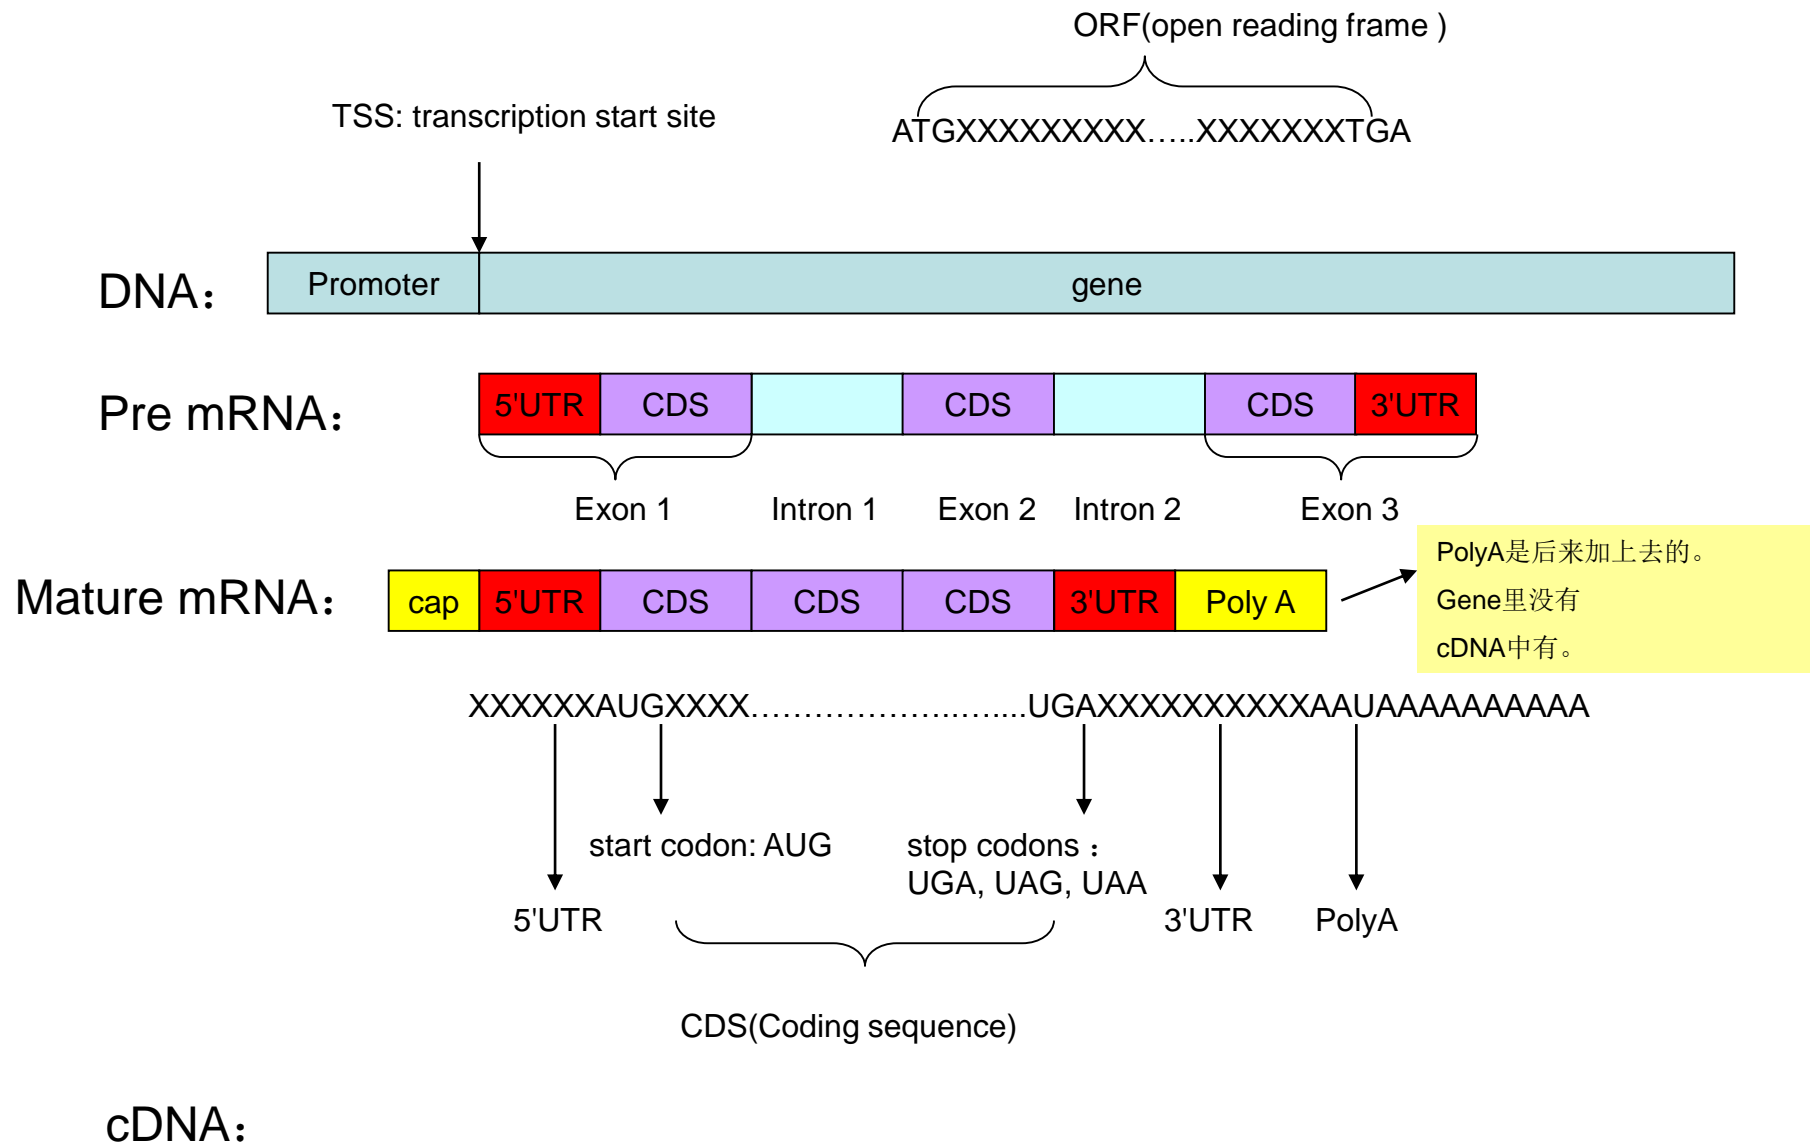 ORF(open reading frame )
TSS: transcription start site
ATGXXXXXXXXX…..XXXXXXXTGA
DNA：
Promoter
gene
Pre mRNA：
5'UTR
CDS
CDS
CDS
3'UTR
Exon 1
Intron 1
Exon 2
Intron 2
Exon 3
PolyA是后来加上去的。
Gene里没有
cDNA中有。
Mature mRNA：
cap
5'UTR
CDS
CDS
CDS
3'UTR
Poly A
XXXXXXAUGXXXX………………..…....UGAXXXXXXXXXXAAUAAAAAAAAAA
start codon: AUG
stop codons ：
UGA, UAG, UAA
5'UTR
3'UTR
PolyA
CDS(Coding sequence)
cDNA：